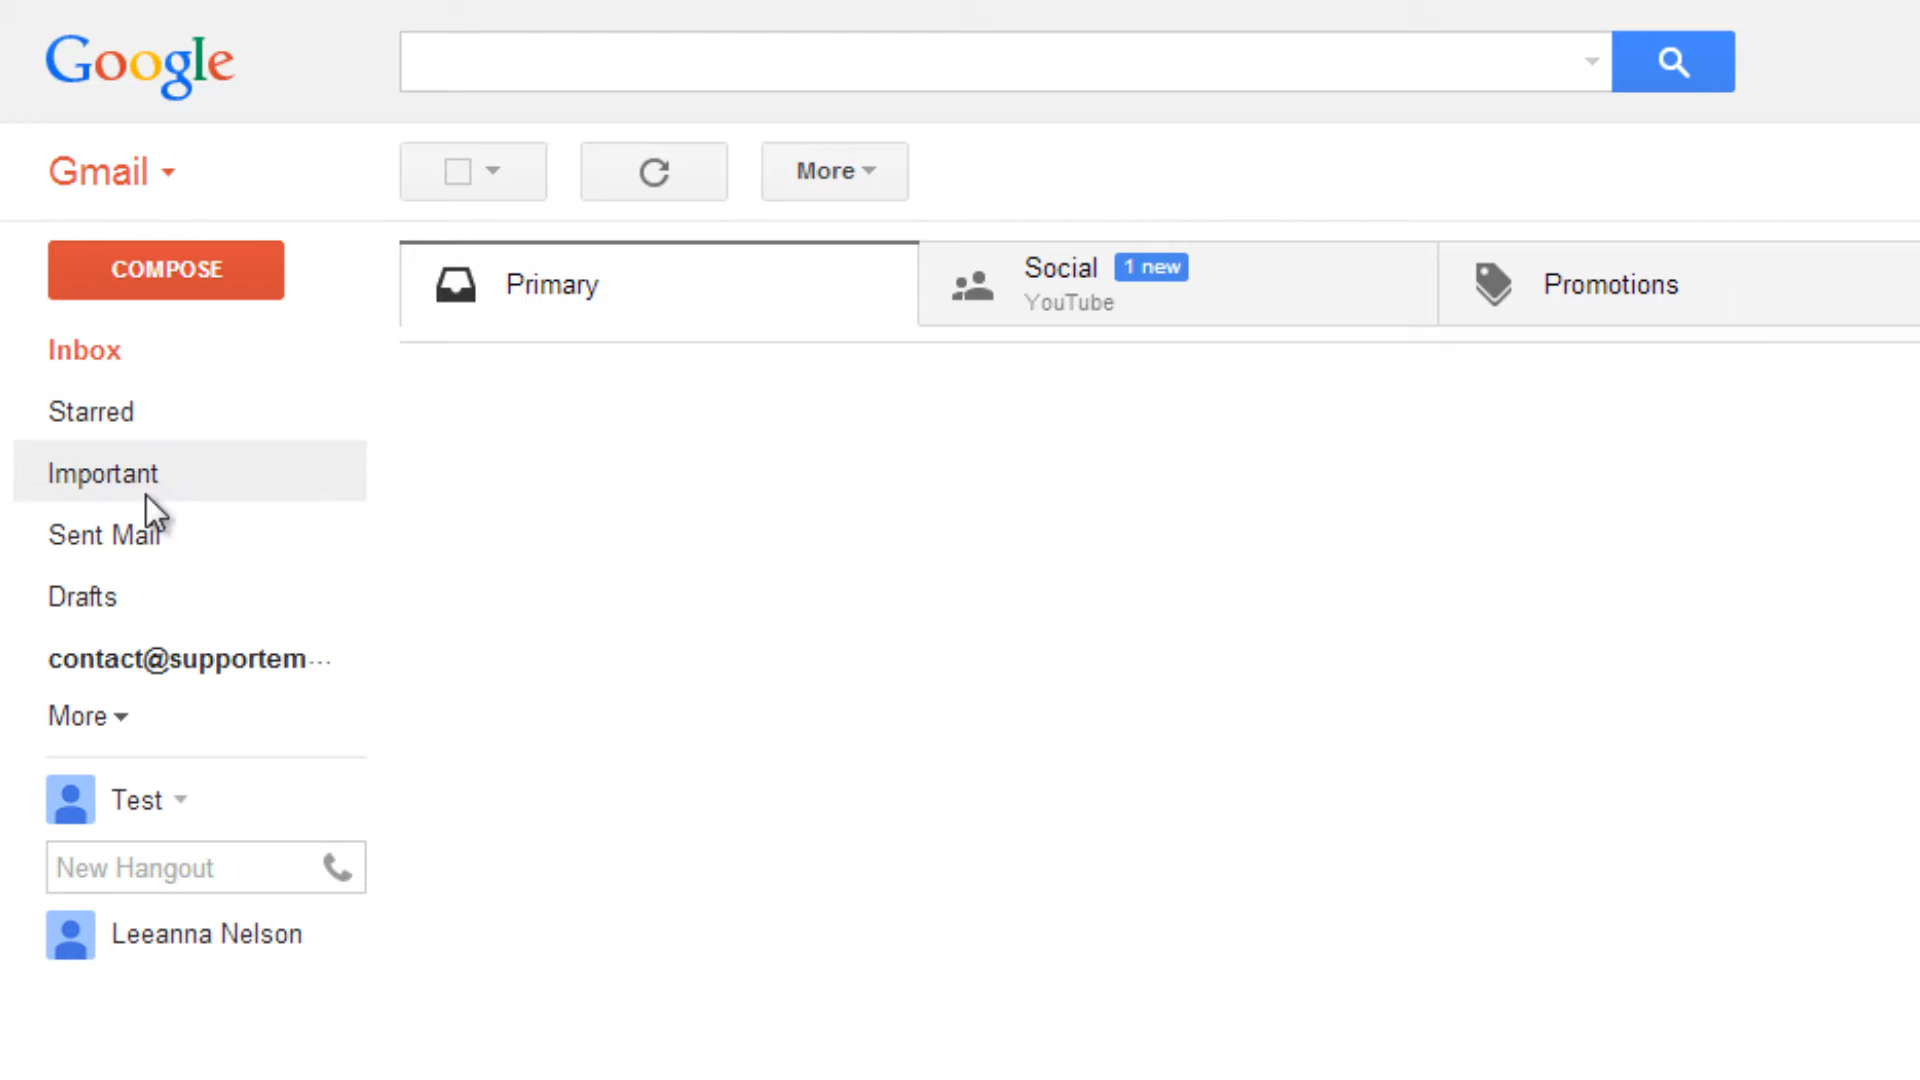 Google
Gmail
More
COMPOSE
Primary
Social 1 new
YouTube
Promotions
Inbox
Starred
Important
Sent Mail
Drafts
contact@supportem...
More
Test
New Hangout
Leeanna Nelson